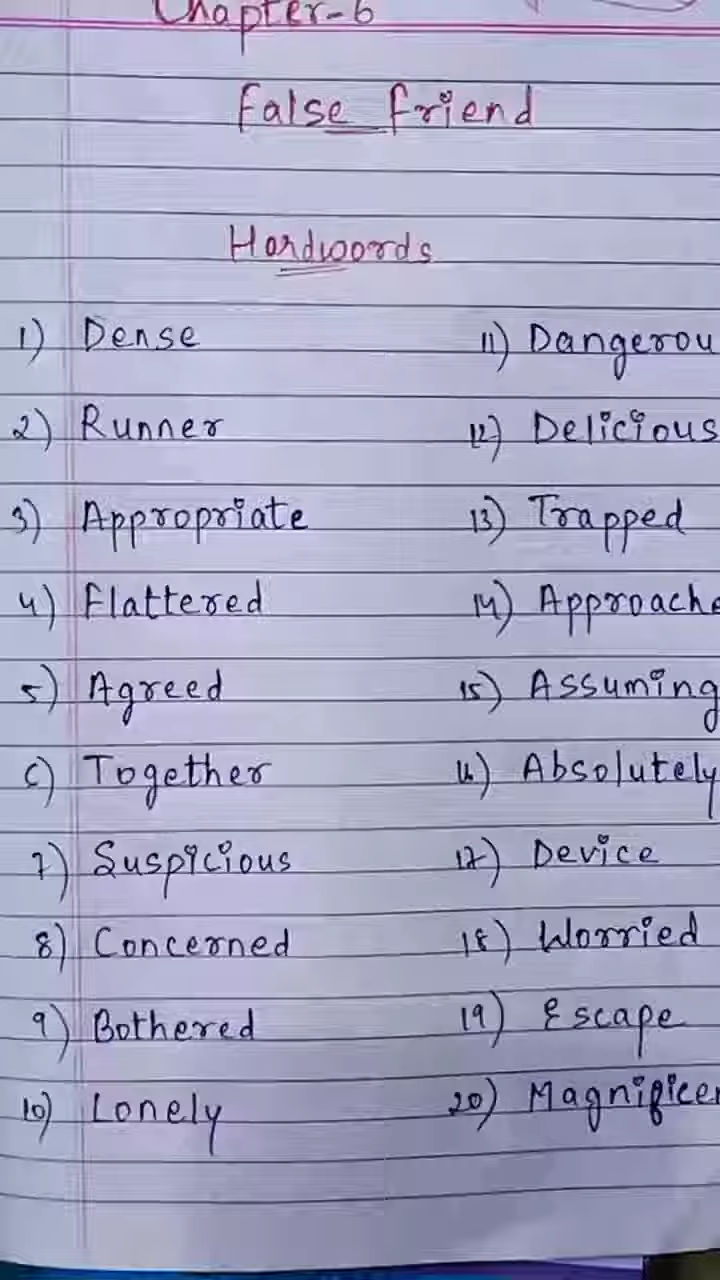 Chapter-6
False Friend
Hardwords
1) Dense 11) Dangerou
2) Runner 12) Delicious
3) Appropriate 13) Trapped
4) Flattered 14) Approache
5) Agreed 15) Assuming
6) Together 16) Absolutely
7) Suspicious 17) Device
8) Concerned 18) Worried
9) Bothered 19) Escape
10) Lonely 20) Magnificen